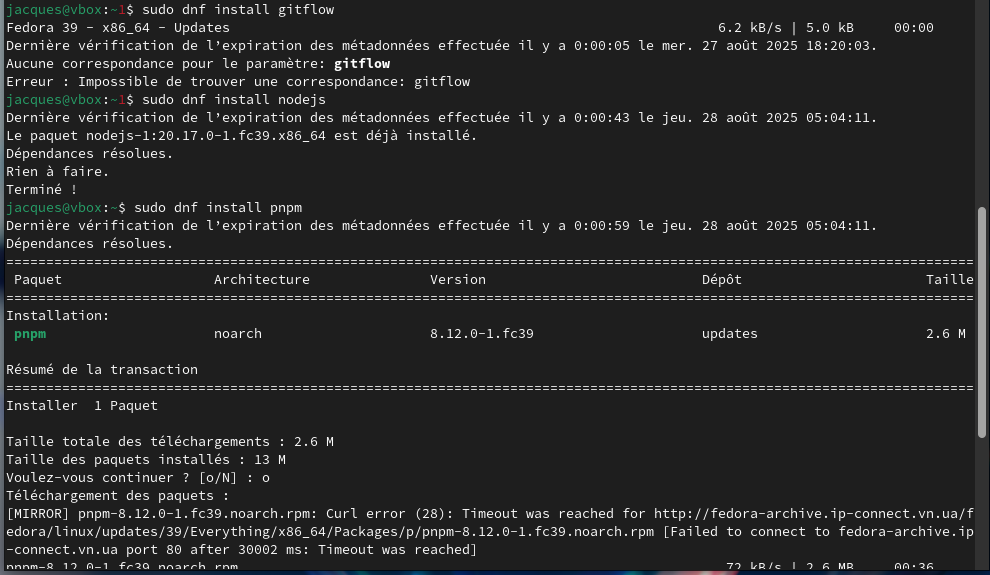 jacques@vbox:~1$ sudo dnf install gitflow
Fedora 39 - x86_64 - Updates 6.2 kB/s | 5.0 kB 00:00
Dernière vérification de l’expiration des métadonnées effectuée il y a 0:00:05 le mer. 27 août 2025 18:20:03.
Aucune correspondance pour le paramètre: gitflow
Erreur : Impossible de trouver une correspondance: gitflow
jacques@vbox:~1$ sudo dnf install nodejs
Dernière vérification de l’expiration des métadonnées effectuée il y a 0:00:43 le jeu. 28 août 2025 05:04:11.
Le paquet nodejs-1:20.17.0-1.fc39.x86_64 est déjà installé.
Dépendances résolues.
Rien à faire.
Terminé !
jacques@vbox:~$ sudo dnf install pnpm
Dernière vérification de l’expiration des métadonnées effectuée il y a 0:00:59 le jeu. 28 août 2025 05:04:11.
Dépendances résolues.
================================================================================
Paquet Architecture Version Dépôt Taille
================================================================================
Installation:
pnpm noarch 8.12.0-1.fc39 updates 2.6 M
Résumé de la transaction
================================================================================
Installer  1 Paquet
Taille totale des téléchargements : 2.6 M
Taille des paquets installés : 13 M
Voulez-vous continuer ? [o/N] : o
Téléchargement des paquets :
[MIRROR] pnpm-8.12.0-1.fc39.noarch.rpm: Curl error (28): Timeout was reached for http://fedora-archive.ip-connect.vn.ua/f
edora/linux/updates/39/Everything/x86_64/Packages/p/pnpm-8.12.0-1.fc39.noarch.rpm [Failed to connect to fedora-archive.ip
-connect.vn.ua port 80 after 30002 ms: Timeout was reached]
pnpm-8.12.0-1.fc39.noarch.rpm 72 kB/s | 2.6 MB 00:36